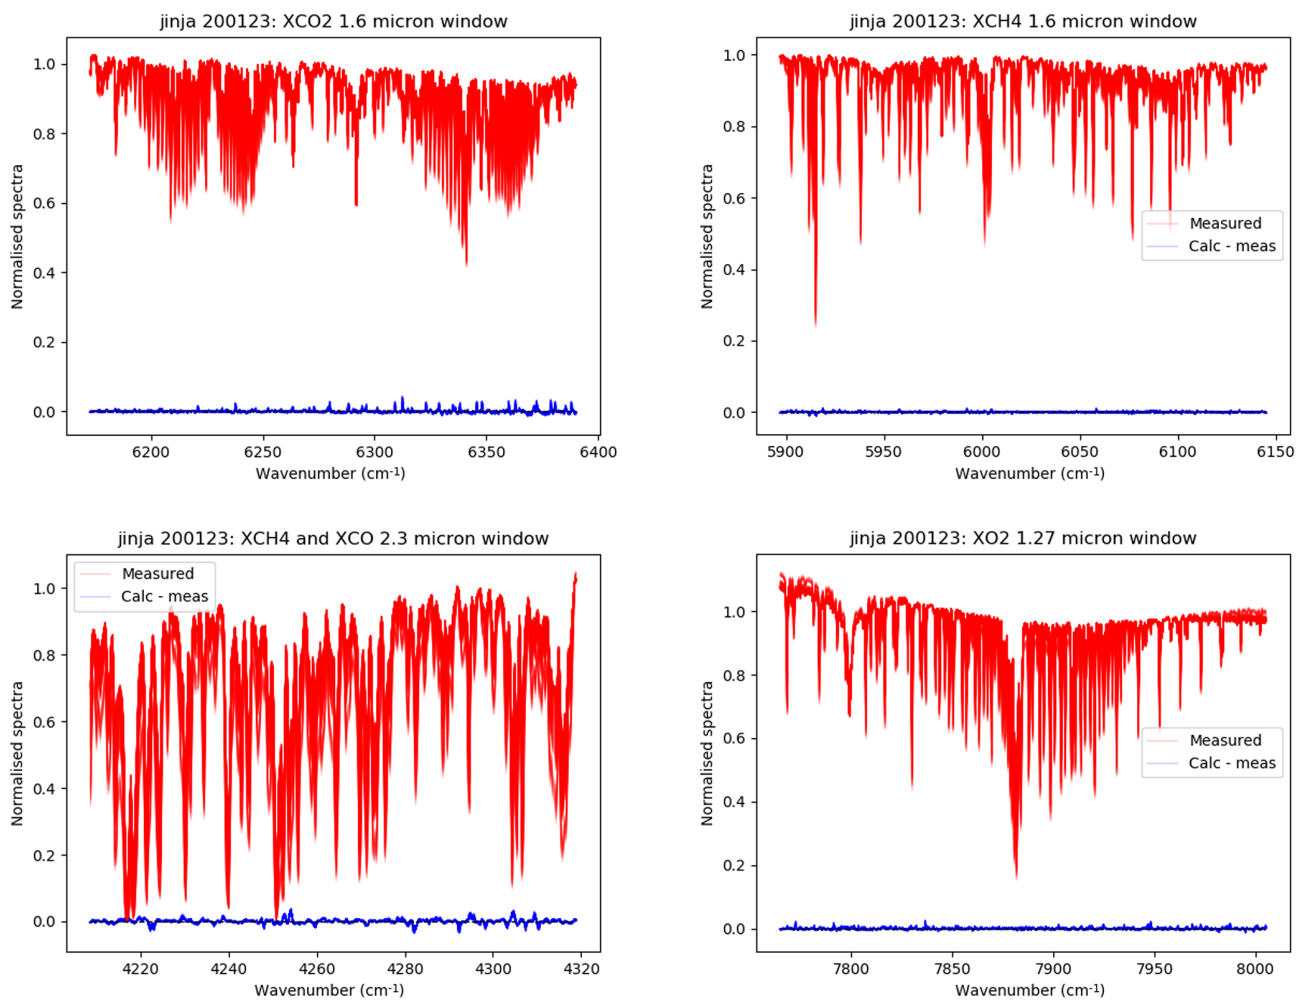 jinja 200123: XCO2 1.6 micron window
1.0
0.8
0.6
0.4
0.2
0.0
Normalised spectra
6200 6250 6300 6350 6400
Wavenumber (cm-1)
jinja 200123: XCH4 1.6 micron window
1.0
0.8
0.6
0.4
0.2
0.0
Normalised spectra
Measured
Calc - meas
5900 5950 6000 6050 6100 6150
Wavenumber (cm-1)
jinja 200123: XCH4 and XCO 2.3 micron window
Measured
Calc - meas
1.0
0.8
0.6
0.4
0.2
0.0
Normalised spectra
4220 4240 4260 4280 4300 4320
Wavenumber (cm-1)
jinja 200123: XO2 1.27 micron window
1.0
0.8
0.6
0.4
0.2
0.0
Normalised spectra
Measured
Calc - meas
7800 7850 7900 7950 8000
Wavenumber (cm-1)